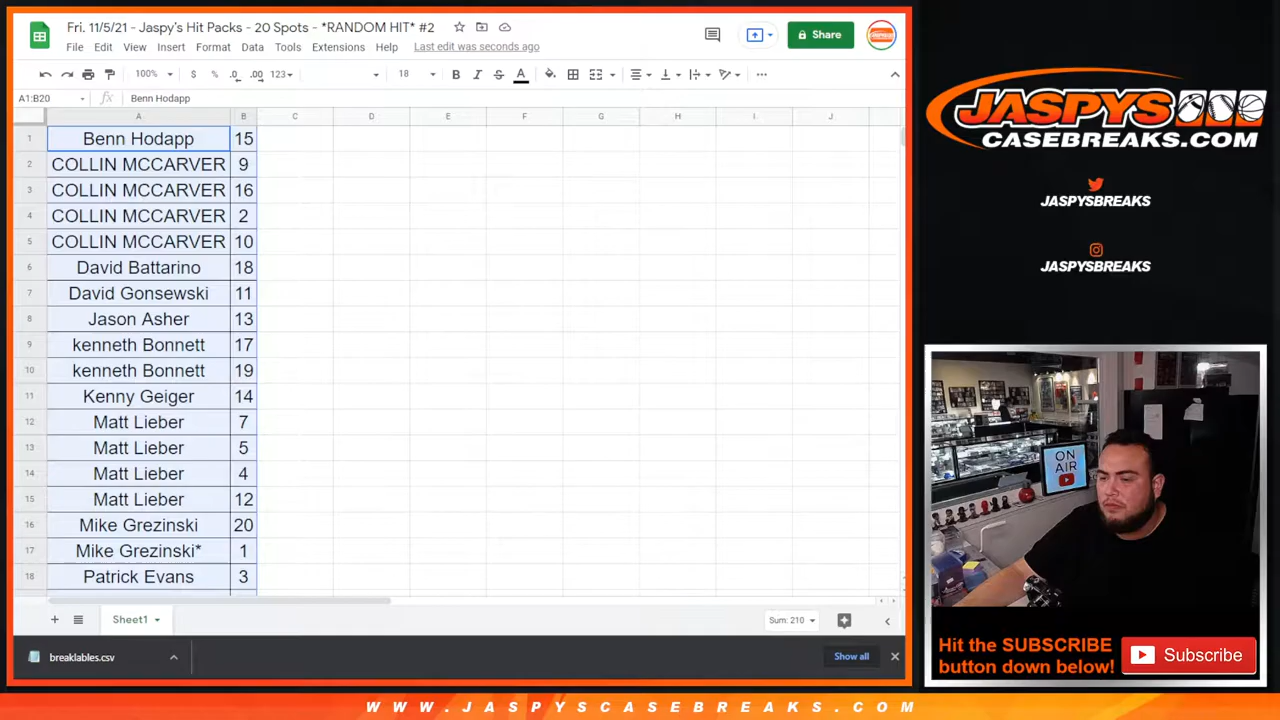 Fri. 11/5/21 - Jaspy's Hit Packs - 20 Spots - *RANDOM HIT* #2
File Edit View Insert Format Data Tools Extensions Help Last edit was seconds ago
Share
100% $ % .0 .00 123 18 B I S A
A1:B20 fx Benn Hodapp
A B C D E F G H I J
1 Benn Hodapp 15
2 COLLIN MCCARVER 9
3 COLLIN MCCARVER 16
4 COLLIN MCCARVER 2
5 COLLIN MCCARVER 10
6 David Battarino 18
7 David Gonsewski 11
8 Jason Asher 13
9 kenneth Bonnett 17
10 kenneth Bonnett 19
11 Kenny Geiger 14
12 Matt Lieber 7
13 Matt Lieber 5
14 Matt Lieber 4
15 Matt Lieber 12
16 Mike Grezinski 20
17 Mike Grezinski* 1
18 Patrick Evans 3
Sheet1
Sum: 210
breaklables.csv
Show all
JASPYS
CASEBREAKS.COM
JASPYSBREAKS
JASPYSBREAKS
ON
AIR
Hit the SUBSCRIBE
button down below!
Subscribe
WWW.JASPYSCASEBREAKS.COM